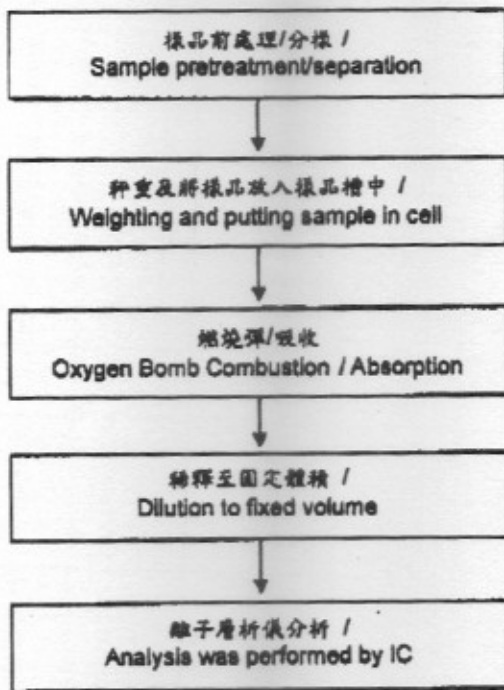 樣品前處理/分樣 /
Sample pretreatment/separation
秤重及將樣品放入樣品槽中 /
Weighting and putting sample in cell
燃燒彈/吸收
Oxygen Bomb Combustion / Absorption
稀釋至固定體積 /
Dilution to fixed volume
離子層析儀分析 /
Analysis was performed by IC